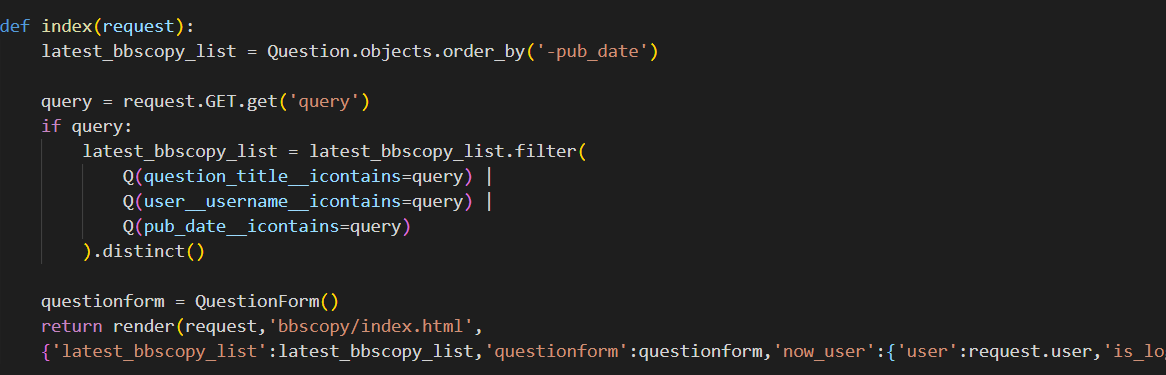 def index(request):
    latest_bbscopy_list = Question.objects.order_by('-pub_date')
    query = request.GET.get('query')
    if query:
        latest_bbscopy_list = latest_bbscopy_list.filter(
            Q(question_title__icontains=query) |
            Q(user__username__icontains=query) |
            Q(pub_date__icontains=query)
        ).distinct()
    questionform = QuestionForm()
    return render(request,'bbscopy/index.html',
    {'latest_bbscopy_list':latest_bbscopy_list,'questionform':questionform,'now_user':{'user':request.user,